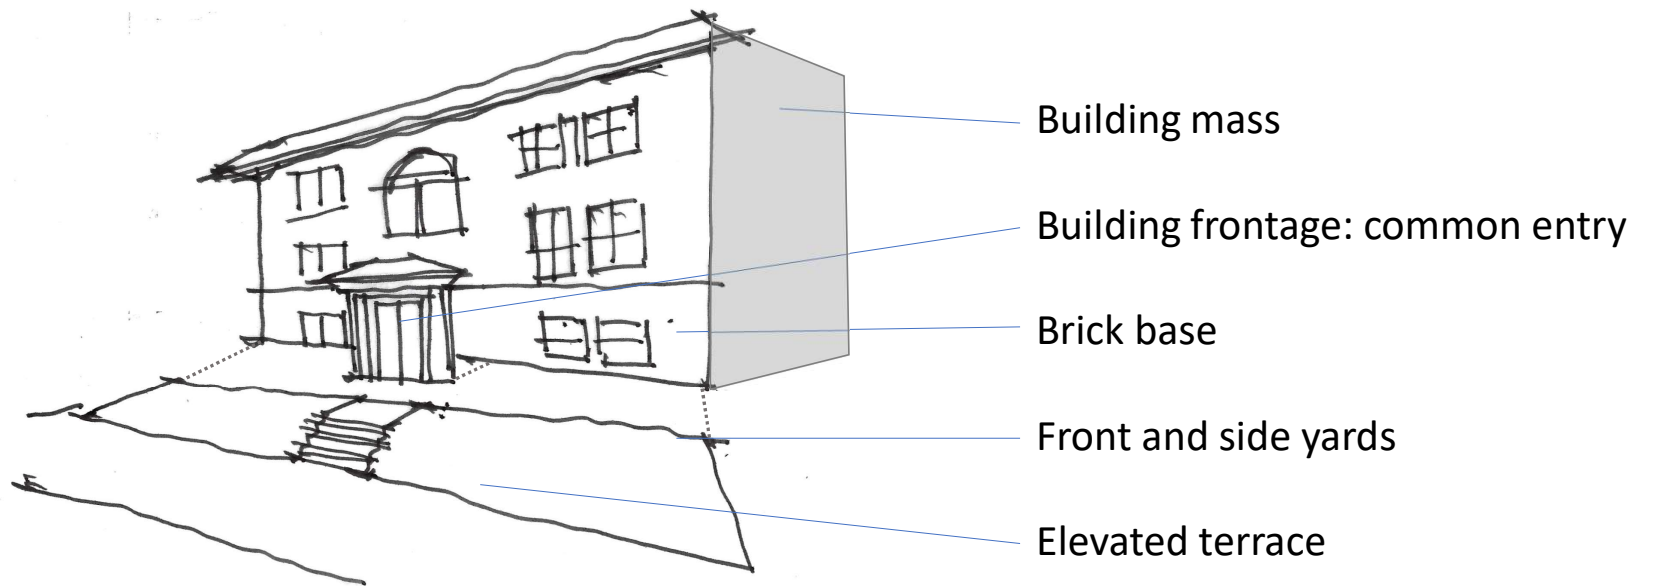 Building mass
Building frontage: common entry
Brick base
Front and side yards
Elevated terrace